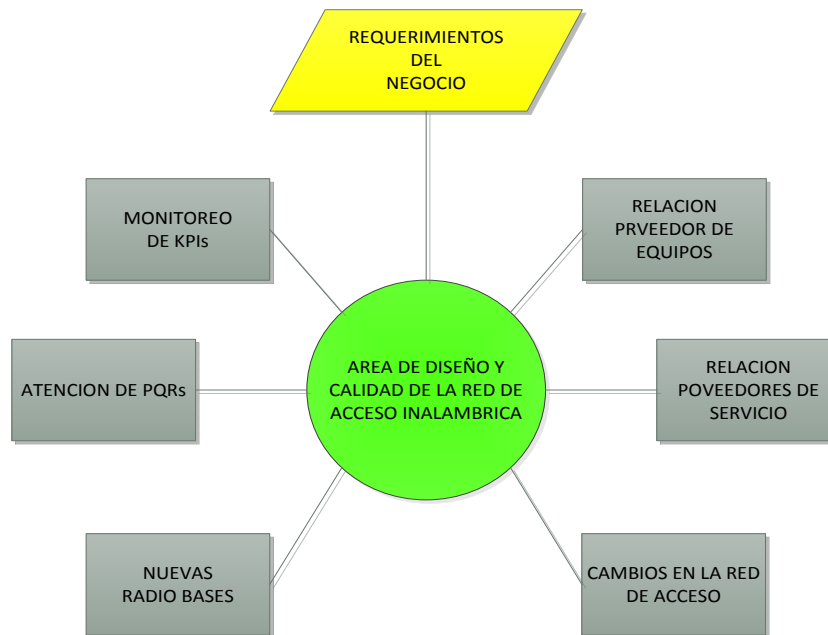 REQUERIMIENTOS
DEL
NEGOCIO
MONITOREO
DE KPIs
RELACION
PRVEEDOR DE
EQUIPOS
ATENCION DE PQRs
AREA DE DISEÑO Y
CALIDAD DE LA RED DE
ACCESO INALAMBRICA
RELACION
POVEEDORES DE
SERVICIO
NUEVAS
RADIO BASES
CAMBIOS EN LA RED
DE ACCESO